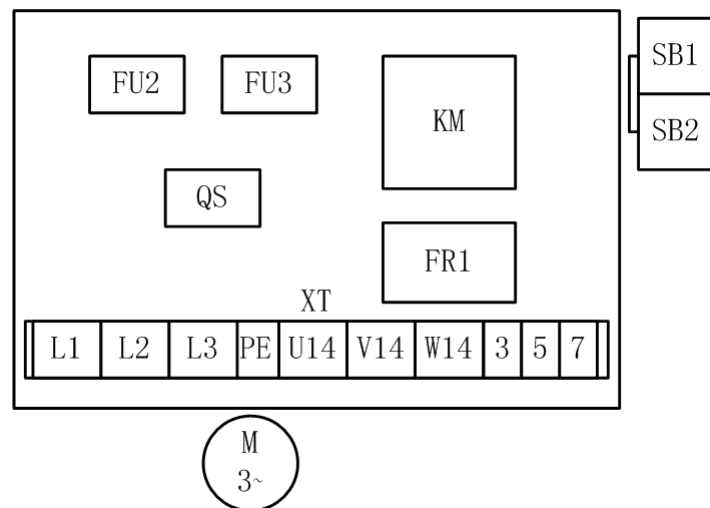 SB1
FU2 FU3
KM
SB2
QS
FR1
XT
L1 L2 L3 PE U14 V14 W14 3 5 7
M
3~